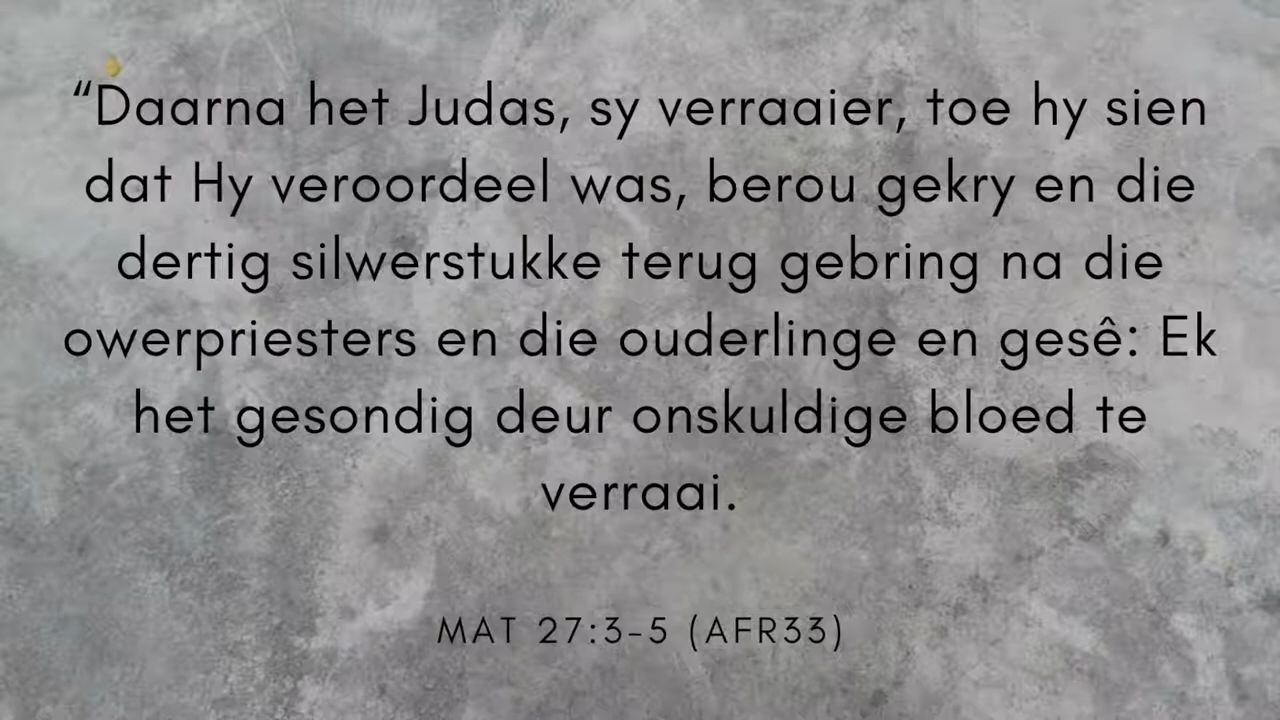 “Daarna het Judas, sy verraaier, toe hy sien
dat Hy veroordeel was, berou gekry en die
dertig silwerstukke terug gebring na die
owerpriesters en die ouderlinge en gesê: Ek
het gesondig deur onskuldige bloed te
verraai.
MAT 27:3-5 (AFR33)